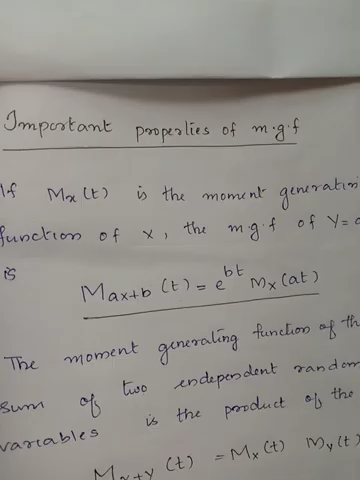 Important properties of m.g.f
If Mx(t) is the moment generatin
function of x, the m.g.f of Y=a
is
Max+b (t) = e^bt Mx(at)
The moment generating function of th
sum of two endependent random
variables is the product of the
Mx+y (t) = Mx(t) My(t)